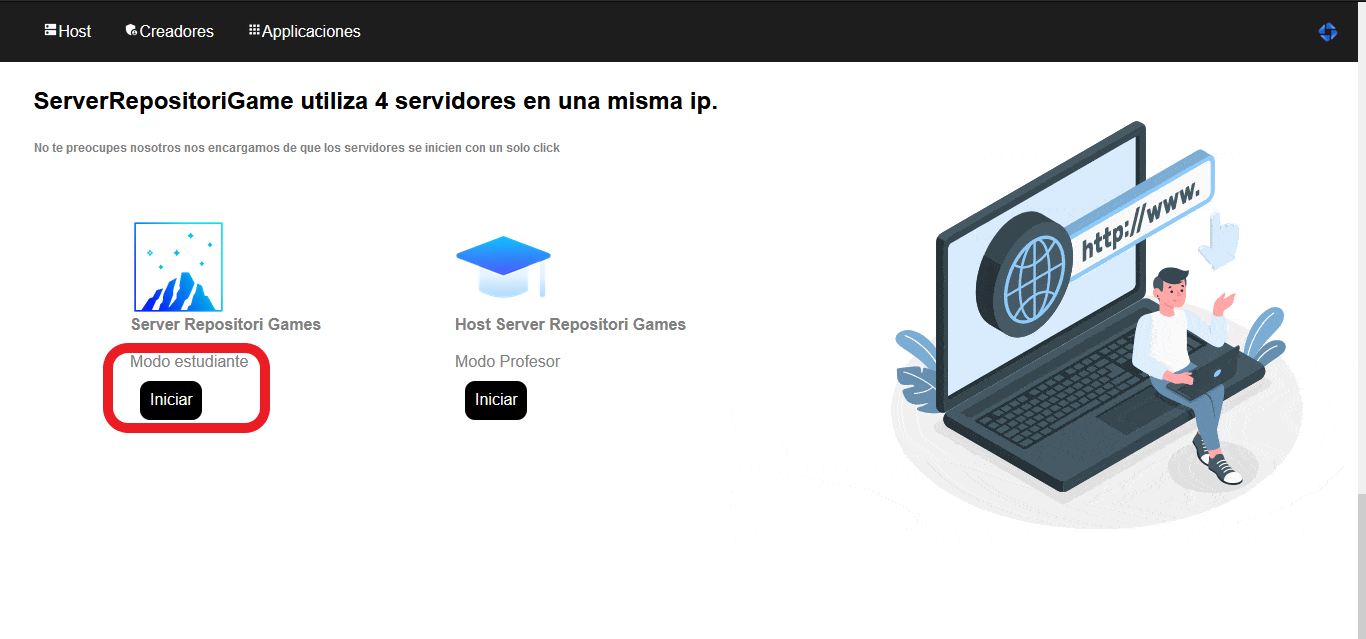 Host Creadores Applicaciones
ServerRepositoriGame utiliza 4 servidores en una misma ip.
No te preocupes nosotros nos encargamos de que los servidores se inicien con un solo click
http://www.
Server Repositori Games
Host Server Repositori Games
Modo estudiante
Modo Profesor
Iniciar
Iniciar